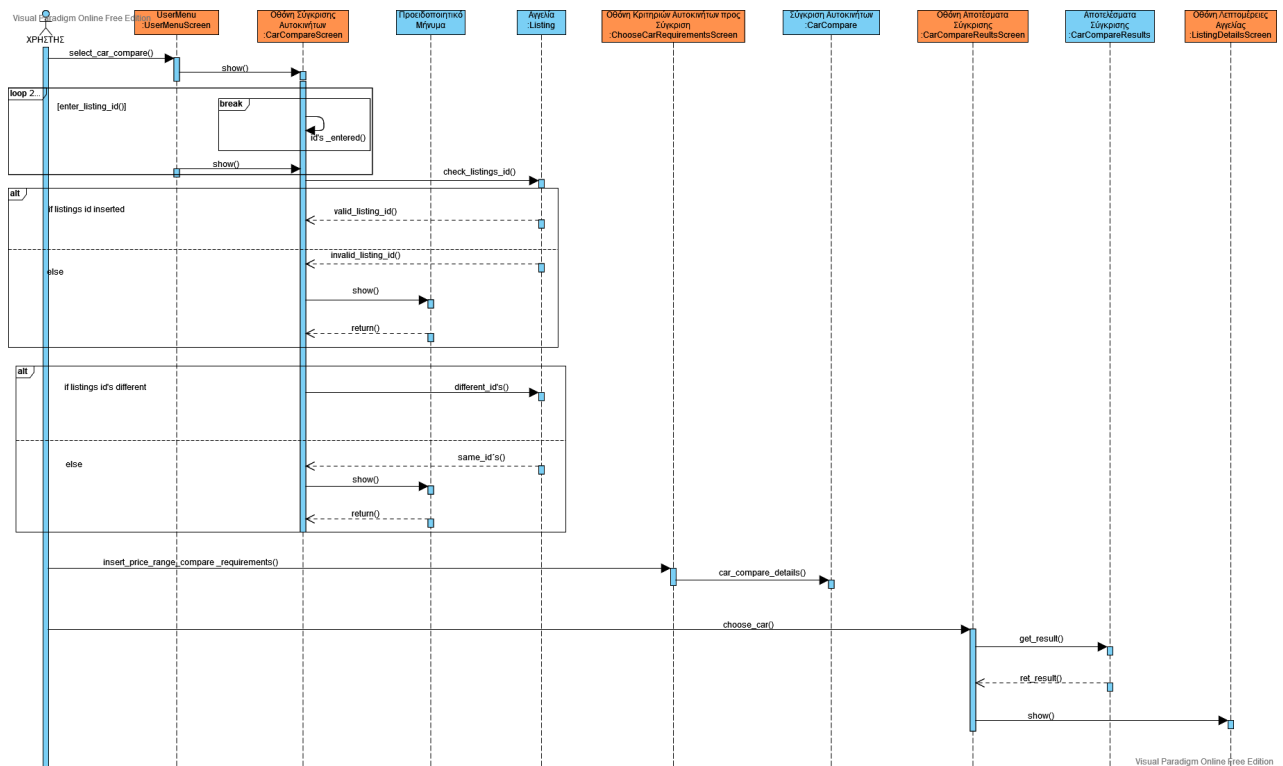 Visual Paradigm Online Free Edition
ΧΡΗΣΤΗΣ
UserMenu
:UserMenuScreen
Οθόνη Σύγκρισης
Αυτοκινήτων
:CarCompareScreen
Προειδοποιητικό
Μήνυμα
Αγγελία
:Listing
Οθόνη Κριτηριών Αυτοκινήτων προς
Σύγκριση
:ChooseCarRequirementsScreen
Σύγκριση Αυτοκινήτων
:CarCompare
Οθόνη Αποτέσματα
Σύγκρισης
:CarCompareReultsScreen
Αποτελέσματα
Σύγκρισης
:CarCompareResults
Οθόνη Λεπτομέρειες
Αγγελίας
:ListingDetailsScreen
select_car_compare()
show()
loop 2...
[enter_listing_id()]
break
id's _entered()
show()
check_listings_id()
alt
if listings id inserted
valid_listing_id()
invalid_listing_id()
else
show()
return()
alt
if listings id's different
different_id's()
else
same_id´s()
show()
return()
insert_price_range_compare _requirements()
car_compare_details()
choose_car()
get_result()
ret_result()
show()
Visual Paradigm Online Free Edition